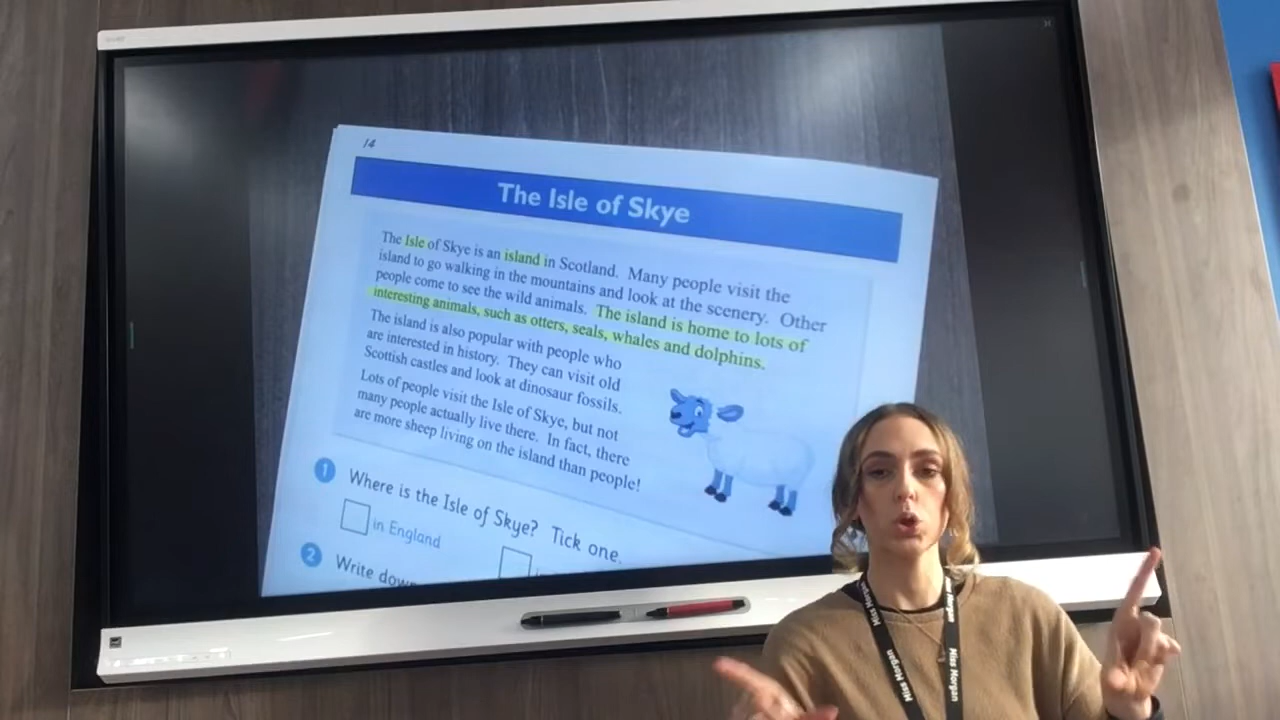 14
The Isle of Skye
The Isle of Skye is an island in Scotland. Many people visit the
island to go walking in the mountains and look at the scenery. Other
people come to see the wild animals. The island is home to lots of
interesting animals, such as otters, seals, whales and dolphins.
The island is also popular with people who
are interested in history. They can visit old
Scottish castles and look at dinosaur fossils.
Lots of people visit the Isle of Skye, but not
many people actually live there. In fact, there
are more sheep living on the island than people!
1 Where is the Isle of Skye? Tick one.
in England
2 Write down
Miss Morgan
Miss Morgan
Miss Morgan
Miss Morgan